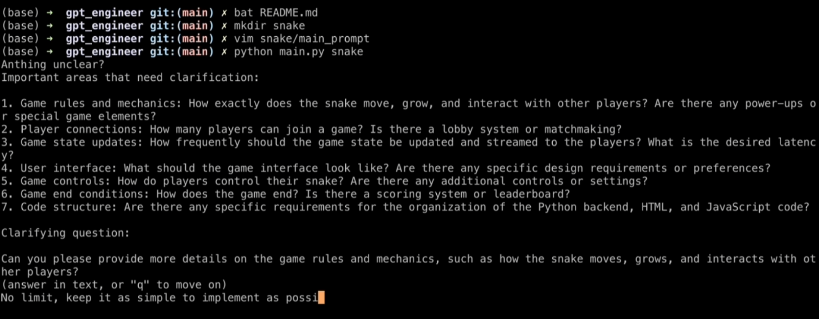 (base) → gpt_engineer git:(main) ✗ bat README.md
(base) → gpt_engineer git:(main) ✗ mkdir snake
(base) → gpt_engineer git:(main) ✗ vim snake/main_prompt
(base) → gpt_engineer git:(main) ✗ python main.py snake
Anthing unclear?
Important areas that need clarification:
1. Game rules and mechanics: How exactly does the snake move, grow, and interact with other players? Are there any power-ups o
r special game elements?
2. Player connections: How many players can join a game? Is there a lobby system or matchmaking?
3. Game state updates: How frequently should the game state be updated and streamed to the players? What is the desired latenc
y?
4. User interface: What should the game interface look like? Are there any specific design requirements or preferences?
5. Game controls: How do players control their snake? Are there any additional controls or settings?
6. Game end conditions: How does the game end? Is there a scoring system or leaderboard?
7. Code structure: Are there any specific requirements for the organization of the Python backend, HTML, and JavaScript code?
Clarifying question:
Can you please provide more details on the game rules and mechanics, such as how the snake moves, grows, and interacts with ot
her players?
(answer in text, or "q" to move on)
No limit, keep it as simple to implement as possi